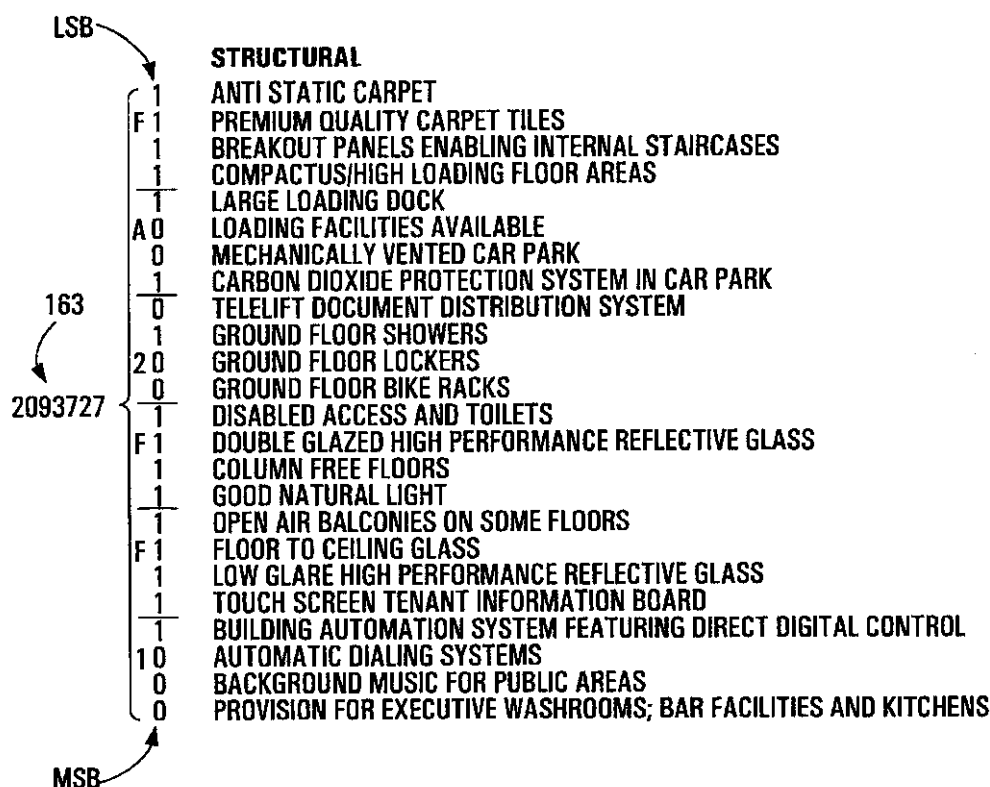 LSB
STRUCTURAL
1 ANTI STATIC CARPET
F 1 PREMIUM QUALITY CARPET TILES
1 BREAKOUT PANELS ENABLING INTERNAL STAIRCASES
1 COMPACTUS/HIGH LOADING FLOOR AREAS
1 LARGE LOADING DOCK
A 0 LOADING FACILITIES AVAILABLE
0 MECHANICALLY VENTED CAR PARK
1 CARBON DIOXIDE PROTECTION SYSTEM IN CAR PARK
163 0 TELELIFT DOCUMENT DISTRIBUTION SYSTEM
1 GROUND FLOOR SHOWERS
2 0 GROUND FLOOR LOCKERS
0 GROUND FLOOR BIKE RACKS
2093727 1 DISABLED ACCESS AND TOILETS
F 1 DOUBLE GLAZED HIGH PERFORMANCE REFLECTIVE GLASS
1 COLUMN FREE FLOORS
1 GOOD NATURAL LIGHT
1 OPEN AIR BALCONIES ON SOME FLOORS
F 1 FLOOR TO CEILING GLASS
1 LOW GLARE HIGH PERFORMANCE REFLECTIVE GLASS
1 TOUCH SCREEN TENANT INFORMATION BOARD
1 BUILDING AUTOMATION SYSTEM FEATURING DIRECT DIGITAL CONTROL
1 0 AUTOMATIC DIALING SYSTEMS
0 BACKGROUND MUSIC FOR PUBLIC AREAS
0 PROVISION FOR EXECUTIVE WASHROOMS; BAR FACILITIES AND KITCHENS
MSB